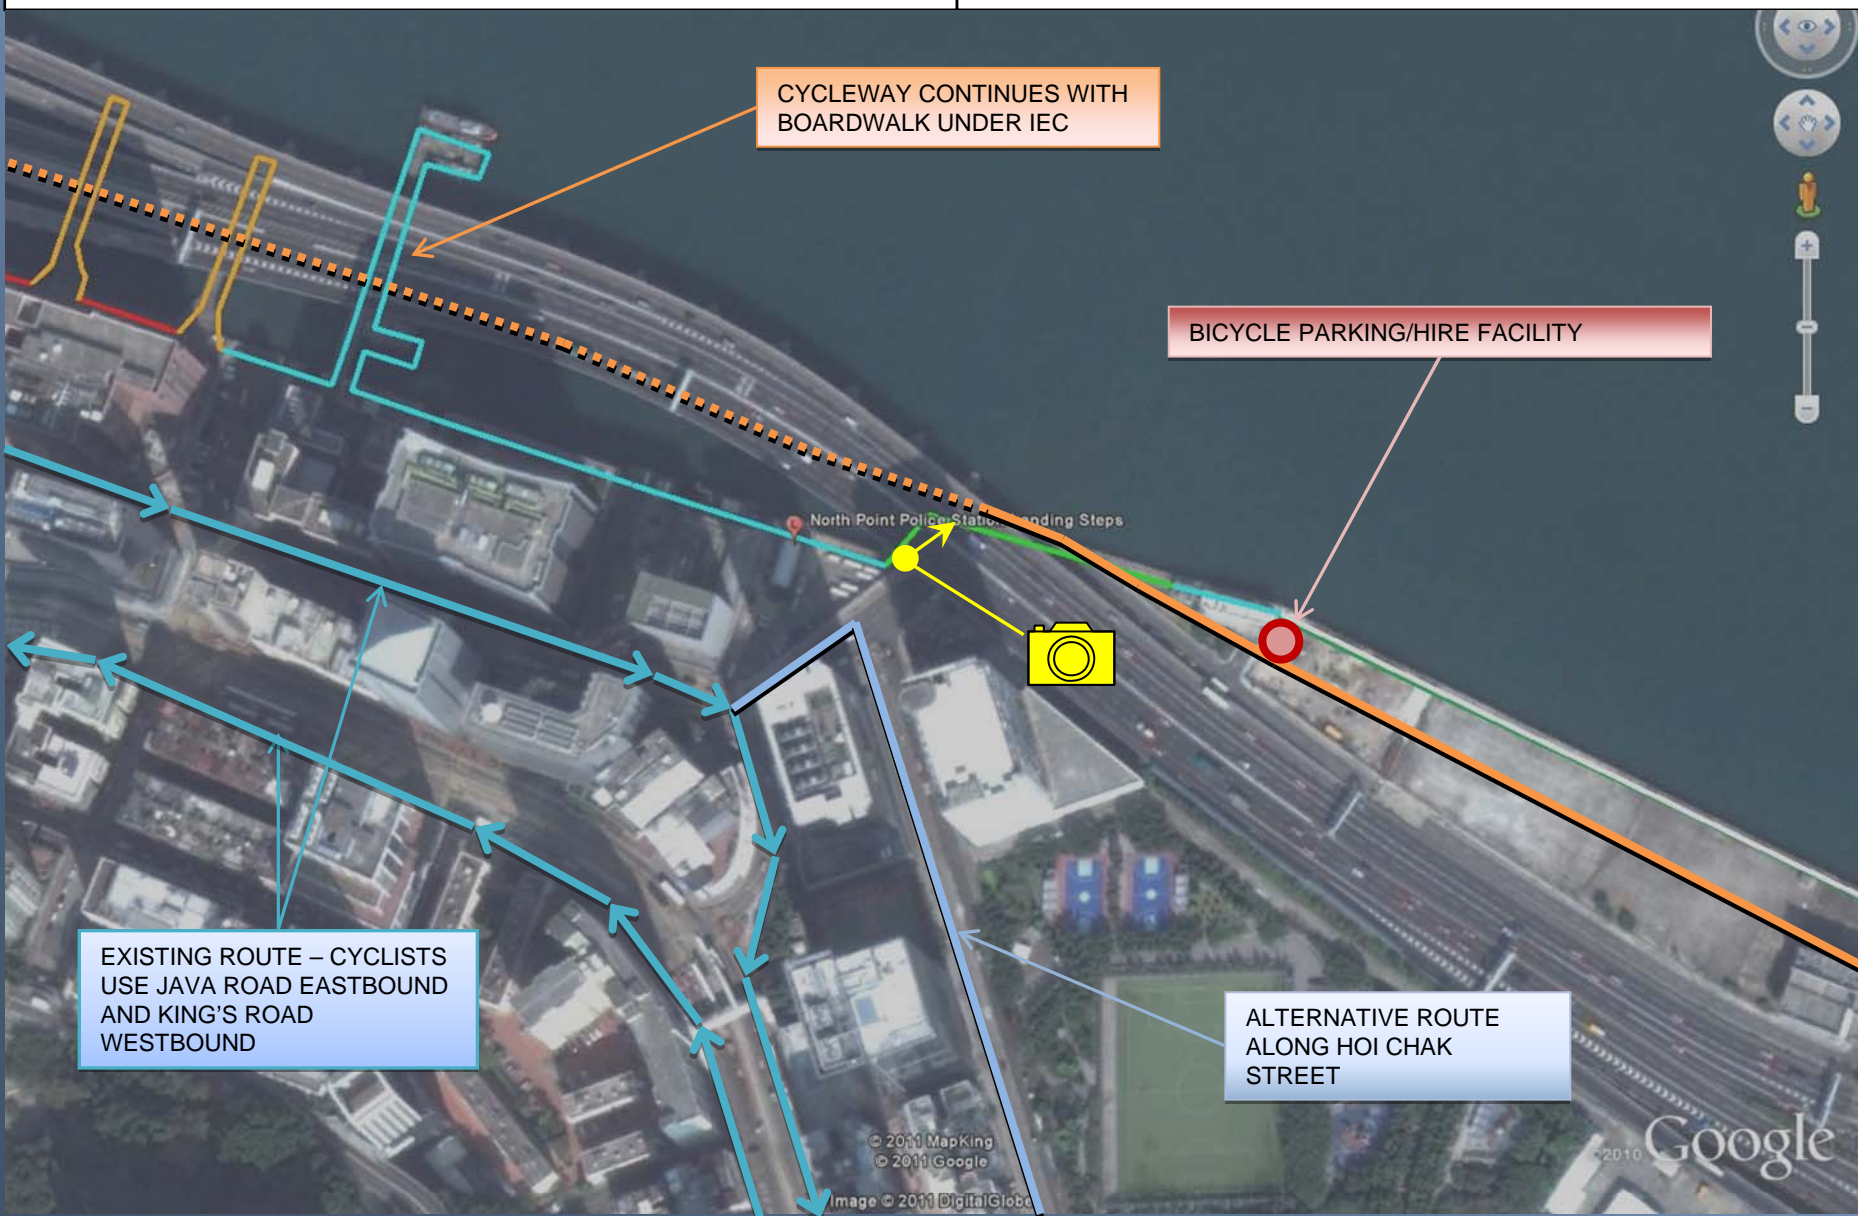 CYCLEWAY CONTINUES WITH
BOARDWALK UNDER IEC
BICYCLE PARKING/HIRE FACILITY
North Point Police Station Landing Steps
EXISTING ROUTE – CYCLISTS
USE JAVA ROAD EASTBOUND
AND KING'S ROAD
WESTBOUND
ALTERNATIVE ROUTE
ALONG HOI CHAK
STREET
© 2011 MapKing
© 2011 Google
Image © 2011 DigitalGlobe
©2010 Google